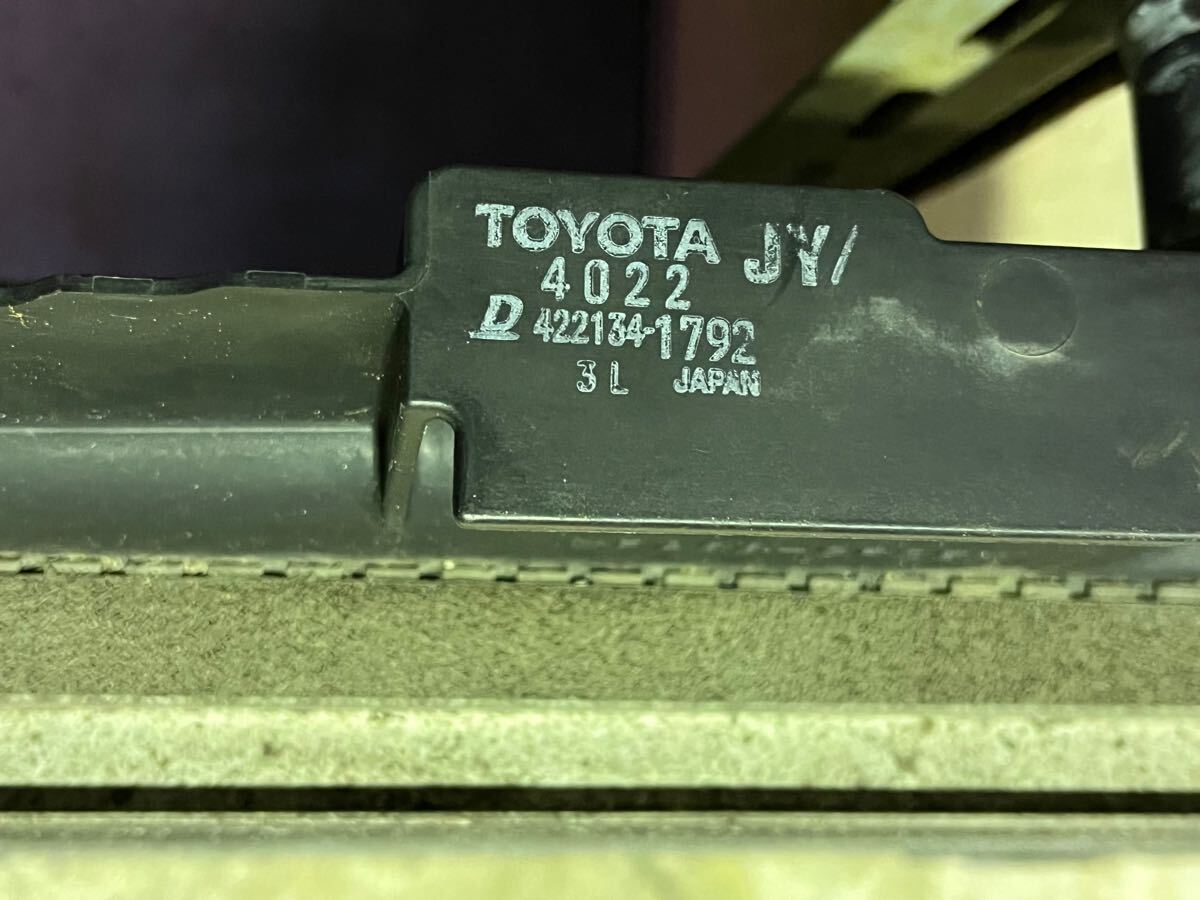 TOYOTA JY/
4022
D 422134-1792
3L JAPAN